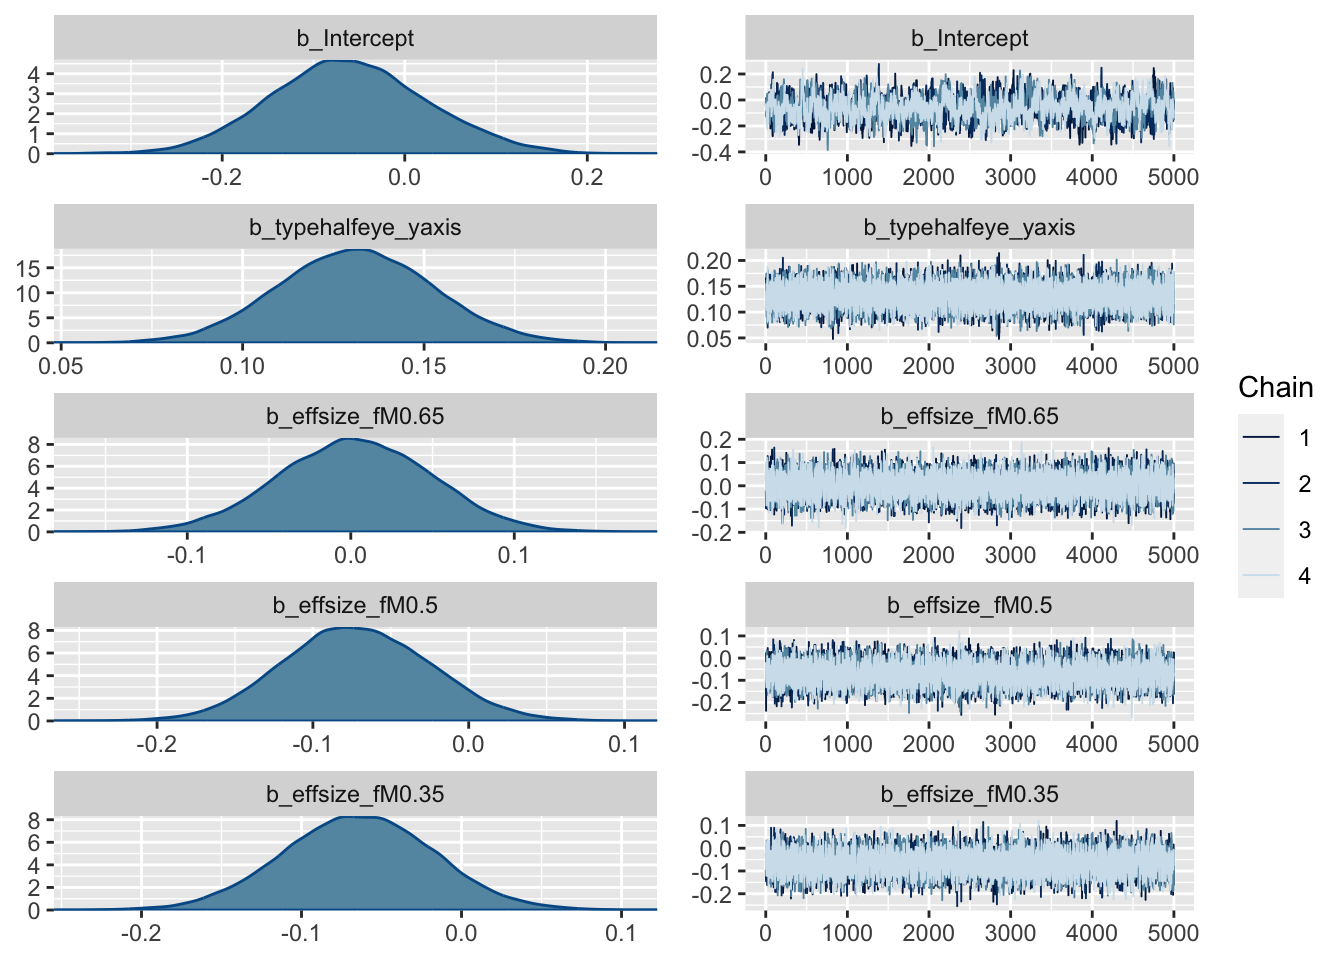 b_Intercept
4
3
2
1
0
-0.2 0.0 0.2
b_Intercept
0.2
0.0
-0.2
-0.4
0 1000 2000 3000 4000 5000
b_typehalfeye_yaxis
15
10
5
0
0.05 0.10 0.15 0.20
b_typehalfeye_yaxis
0.20
0.15
0.10
0.05
0 1000 2000 3000 4000 5000
b_effsize_fM0.65
8
6
4
2
0
-0.1 0.0 0.1
b_effsize_fM0.65
0.2
0.1
0.0
-0.1
-0.2
0 1000 2000 3000 4000 5000
b_effsize_fM0.5
8
6
4
2
0
-0.2 -0.1 0.0 0.1
b_effsize_fM0.5
0.1
0.0
-0.1
-0.2
0 1000 2000 3000 4000 5000
b_effsize_fM0.35
8
6
4
2
0
-0.2 -0.1 0.0 0.1
b_effsize_fM0.35
0.1
0.0
-0.1
-0.2
0 1000 2000 3000 4000 5000
Chain
1
2
3
4